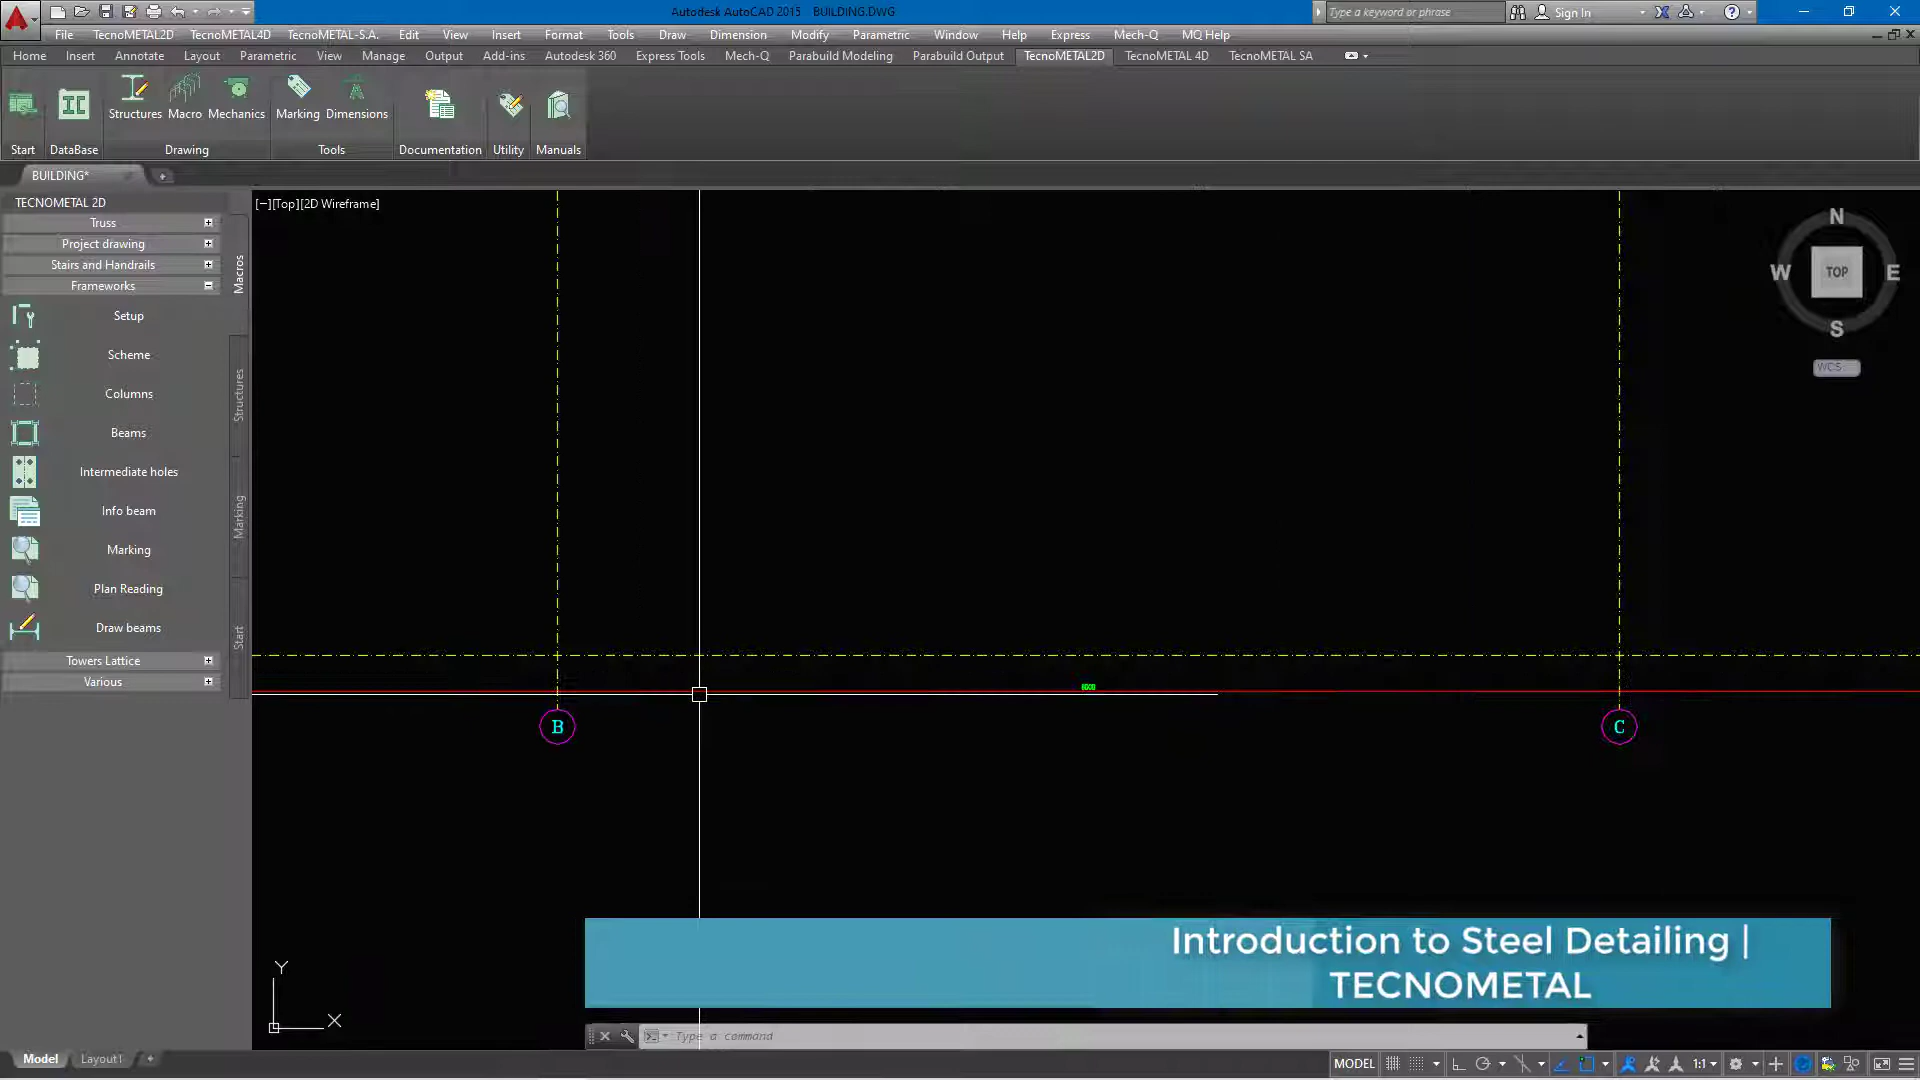 Autodesk AutoCAD 2015 BUILDING.DWG
Type a keyword or phrase
Sign In
File TecnoMETAL2D TecnoMETAL4D TecnoMETAL-S.A. Edit View Insert Format Tools Draw Dimension Modify Parametric Window Help Express Mech-Q MQ Help
Home Insert Annotate Layout Parametric View Manage Output Add-ins Autodesk 360 Express Tools Mech-Q Parabuild Modeling Parabuild Output TecnoMETAL2D TecnoMETAL 4D TecnoMETAL SA
Structures Macro Mechanics Marking Dimensions
Start DataBase Drawing Tools Documentation Utility Manuals
BUILDING*
TECNOMETAL 2D
Truss
Project drawing
Stairs and Handrails
Frameworks
Setup
Scheme
Columns
Beams
Intermediate holes
Info beam
Marking
Plan Reading
Draw beams
Towers Lattice
Various
Macros
Structures
Marking
Start
[−][Top][2D Wireframe]
N
W TOP E
S
WCS
6000
B
C
Y
X
Introduction to Steel Detailing |
TECNOMETAL
Type a command
Model Layout1
MODEL
1:1